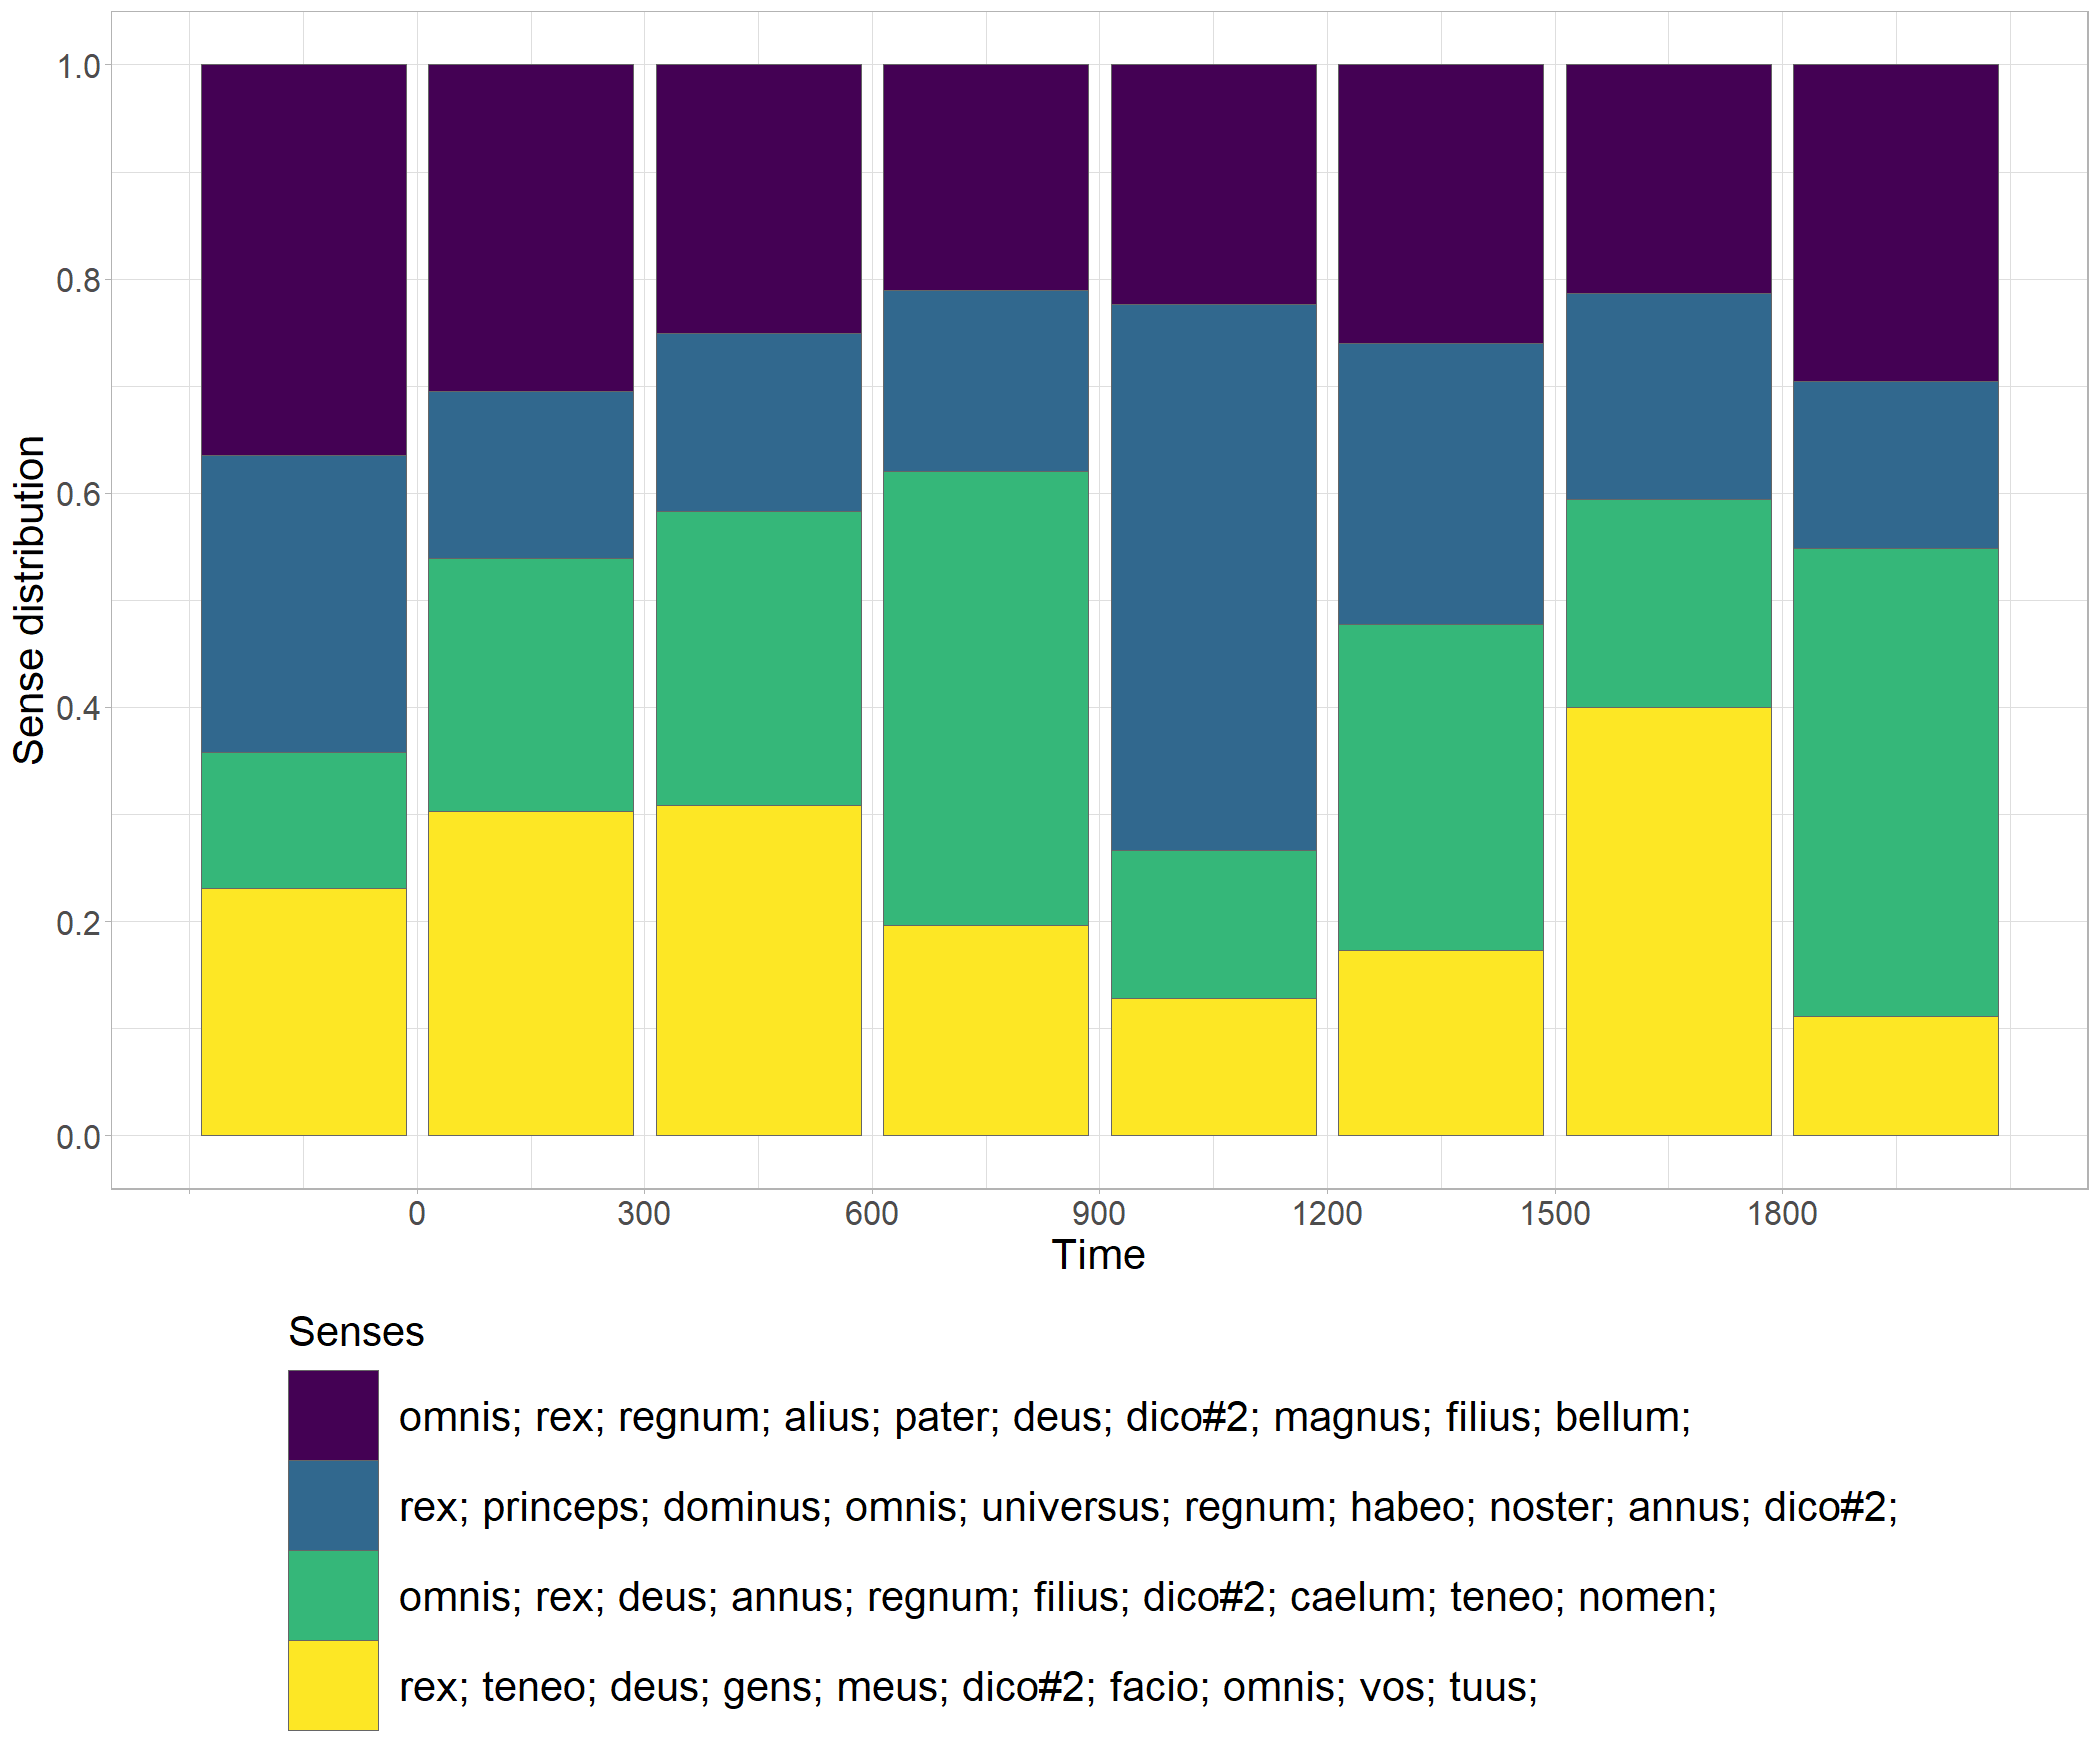 1.0
0.8
0.6
0.4
0.2
0.0
Sense distribution
0 300 600 900 1200 1500 1800
Time
Senses
omnis; rex; regnum; alius; pater; deus; dico#2; magnus; filius; bellum;
rex; princeps; dominus; omnis; universus; regnum; habeo; noster; annus; dico#2;
omnis; rex; deus; annus; regnum; filius; dico#2; caelum; teneo; nomen;
rex; teneo; deus; gens; meus; dico#2; facio; omnis; vos; tuus;